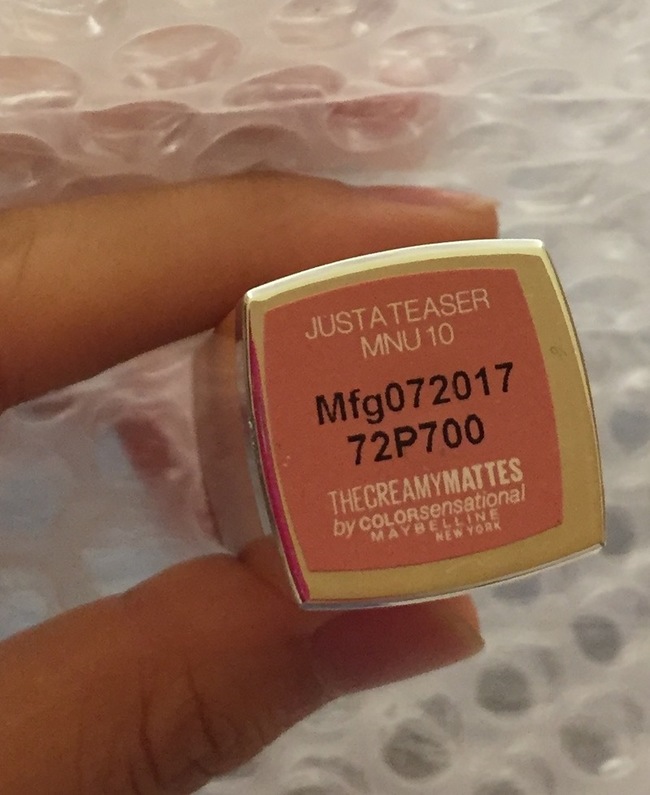 JUST A TEASER
MNU 10
Mfg072017
72P700
THECREAMYMATTES
by COLORsensational
MAYBELLINE
NEW YORK